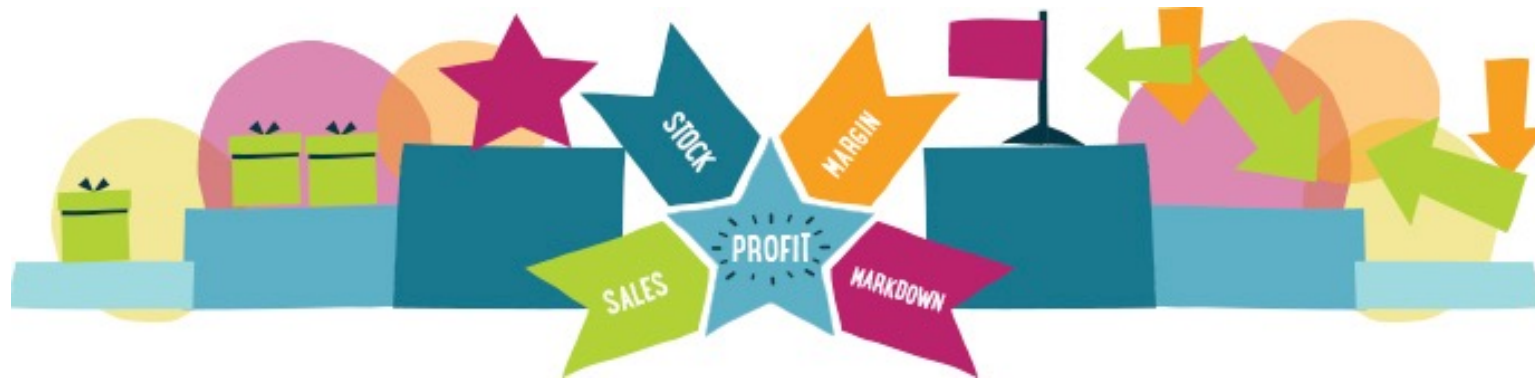 STOCK
MARGIN
PROFIT
SALES
MARKDOWN